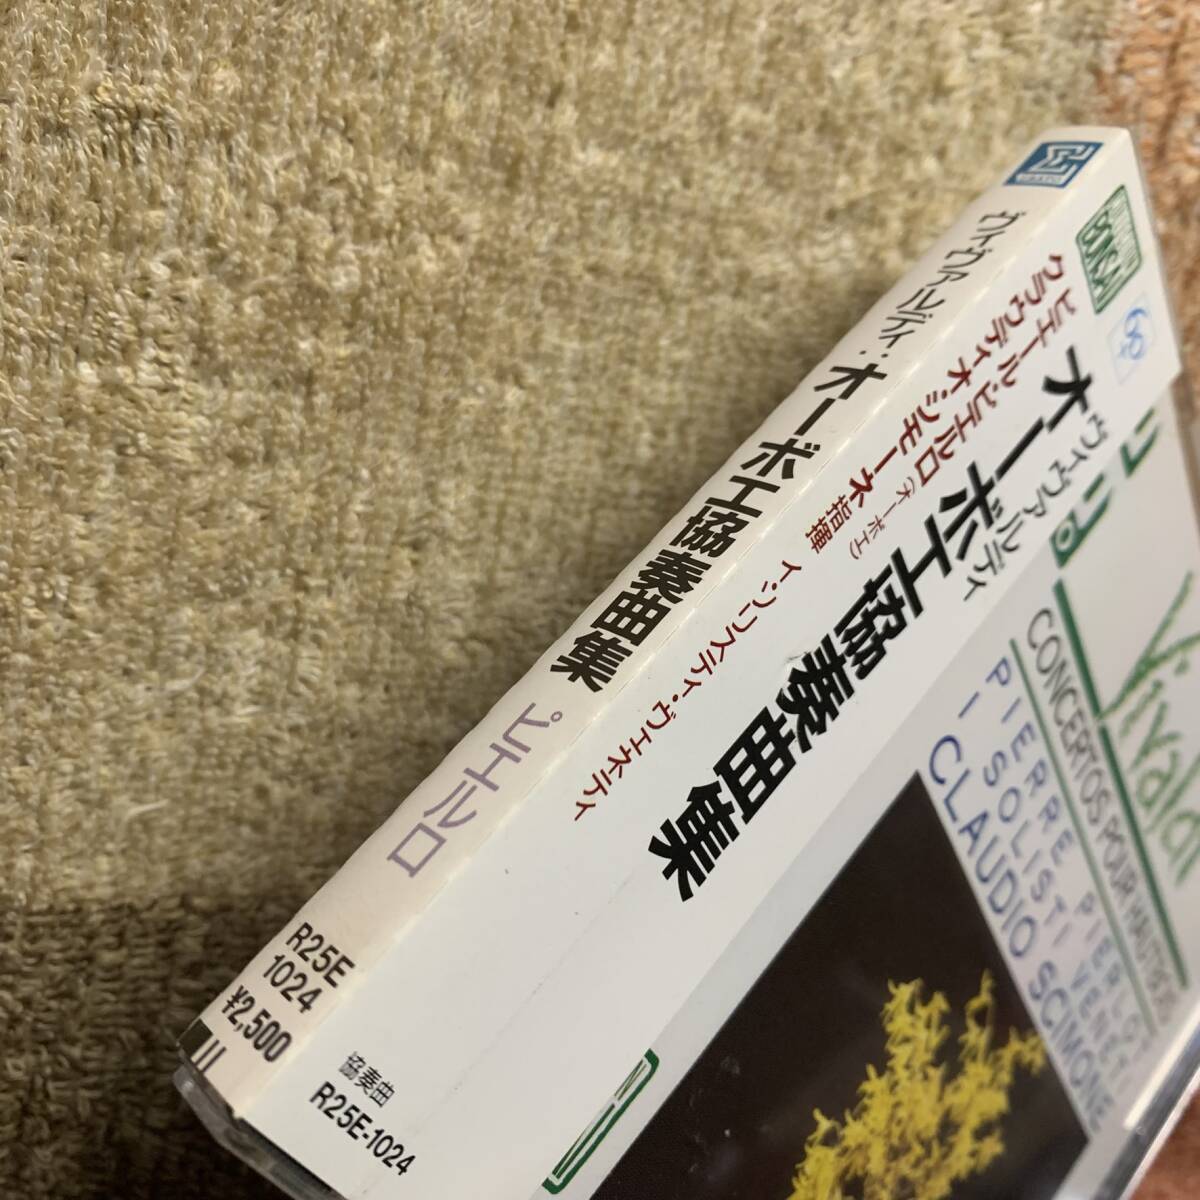 ヴィヴァルディ:オーボエ協奏曲集 ピエルロ
R25E
1024
¥2,500
BONSAI
60+
ヴィヴァルディ
オーボエ協奏曲集
ピエール・ピエルロ(オーボエ)
クラウディオ・シモーネ指揮 イ・ソリスティ・ヴェネティ
協奏曲
R25E-1024
Vivaldi
CONCERTOS POUR HAUTBOIS
PIERRE PIERLOT
I SOLISTI VENETI
CLAUDIO SCIMONE